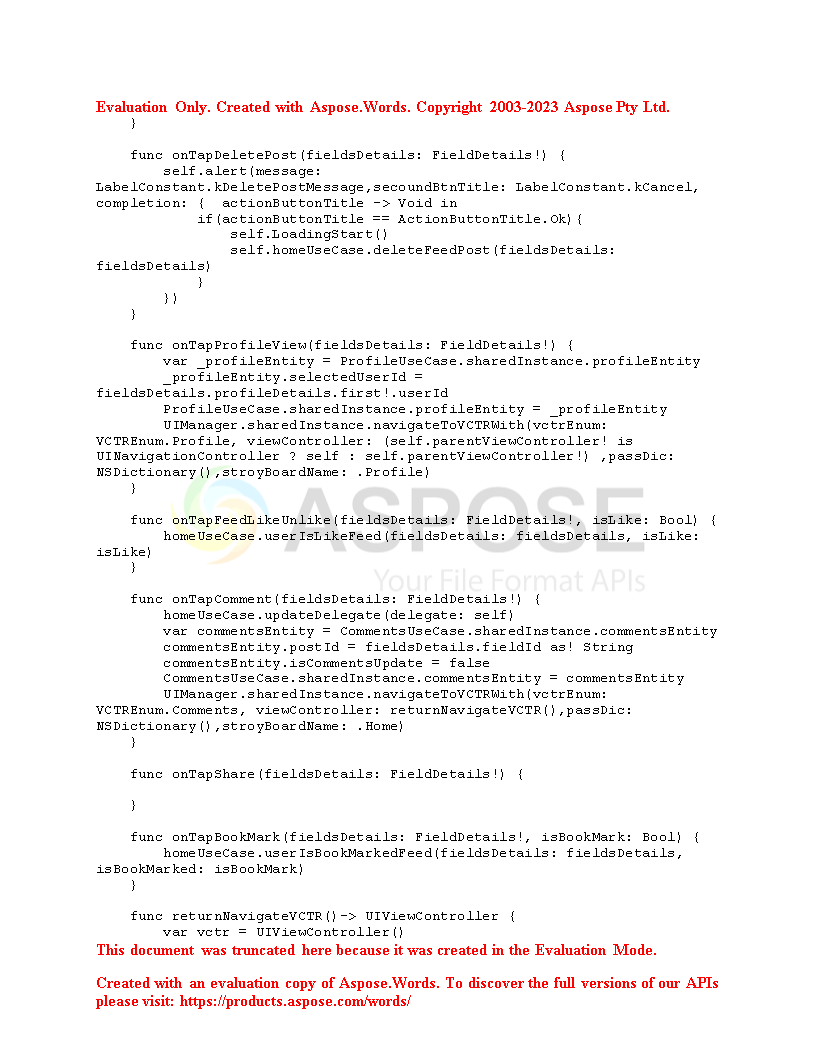 Evaluation Only. Created with Aspose.Words. Copyright 2003-2023 Aspose Pty Ltd.
    }

    func onTapDeletePost(fieldsDetails: FieldDetails!) {
        self.alert(message:
LabelConstant.kDeletePostMessage,secoundBtnTitle: LabelConstant.kCancel,
completion: {  actionButtonTitle -> Void in
            if(actionButtonTitle == ActionButtonTitle.Ok){
                self.LoadingStart()
                self.homeUseCase.deleteFeedPost(fieldsDetails:
fieldsDetails)
            }
        })
    }

    func onTapProfileView(fieldsDetails: FieldDetails!) {
        var _profileEntity = ProfileUseCase.sharedInstance.profileEntity
        _profileEntity.selectedUserId =
fieldsDetails.profileDetails.first!.userId
        ProfileUseCase.sharedInstance.profileEntity = _profileEntity
        UIManager.sharedInstance.navigateToVCTRWith(vctrEnum:
VCTREnum.Profile, viewController: (self.parentViewController! is
UINavigationController ? self : self.parentViewController!) ,passDic:
NSDictionary(),stroyBoardName: .Profile)
    }

    func onTapFeedLikeUnlike(fieldsDetails: FieldDetails!, isLike: Bool) {
        homeUseCase.userIsLikeFeed(fieldsDetails: fieldsDetails, isLike:
isLike)
    }
ASPOSE
Your File Format APIs

    func onTapComment(fieldsDetails: FieldDetails!) {
        homeUseCase.updateDelegate(delegate: self)
        var commentsEntity = CommentsUseCase.sharedInstance.commentsEntity
        commentsEntity.postId = fieldsDetails.fieldId as! String
        commentsEntity.isCommentsUpdate = false
        CommentsUseCase.sharedInstance.commentsEntity = commentsEntity
        UIManager.sharedInstance.navigateToVCTRWith(vctrEnum:
VCTREnum.Comments, viewController: returnNavigateVCTR(),passDic:
NSDictionary(),stroyBoardName: .Home)
    }

    func onTapShare(fieldsDetails: FieldDetails!) {

    }

    func onTapBookMark(fieldsDetails: FieldDetails!, isBookMark: Bool) {
        homeUseCase.userIsBookMarkedFeed(fieldsDetails: fieldsDetails,
isBookMarked: isBookMark)
    }

    func returnNavigateVCTR()-> UIViewController {
        var vctr = UIViewController()
This document was truncated here because it was created in the Evaluation Mode.

Created with an evaluation copy of Aspose.Words. To discover the full versions of our APIs
please visit: https://products.aspose.com/words/